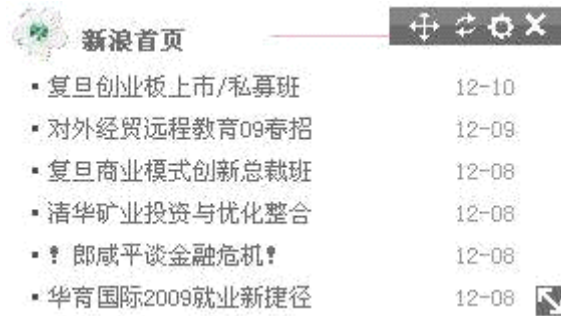 新浪首页
复旦创业板上市/私募班 12-10
对外经贸远程教育09春招 12-09
复旦商业模式创新总裁班 12-08
清华矿业投资与优化整合 12-08
❢ 郎咸平谈金融危机❢ 12-08
华育国际2009就业新捷径 12-08